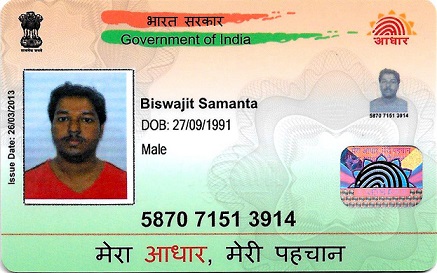 भारत सरकार
Government of India
आधार
Issue Date: 26/03/2013
Biswajit Samanta
DOB: 27/09/1991
Male
5870 7151 3914
5870 7151 3914
मेरा आधार, मेरी पहचान